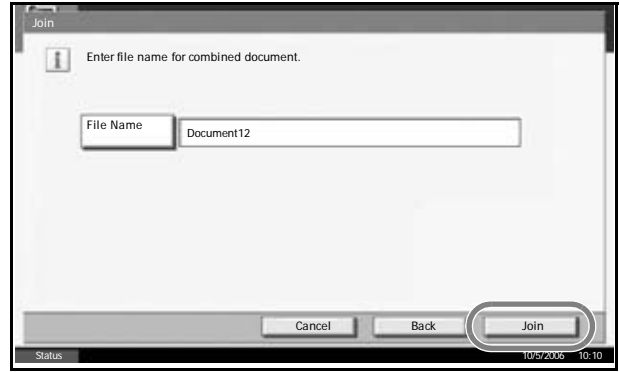 Join
Enter file name for combined document.
File Name
Document12
Cancel Back Join
Status 10/5/2006 10:10